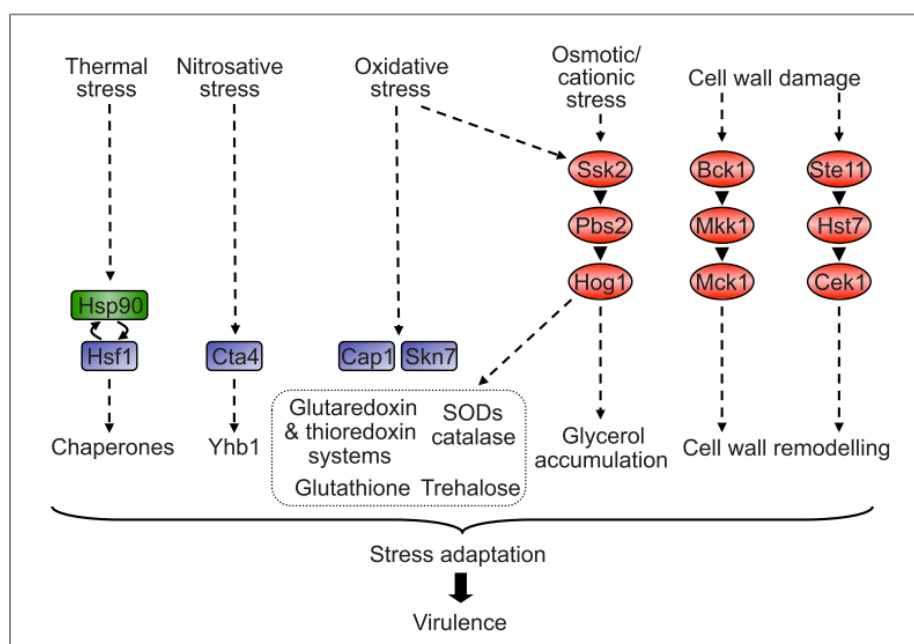 Thermal
stress
Nitrosative
stress
Oxidative
stress
Osmotic/
cationic
stress
Cell wall damage
Ssk2
Bck1
Ste11
Pbs2
Mkk1
Hst7
Hog1
Mck1
Cek1
Hsp90
Hsf1
Cta4
Cap1
Skn7
Chaperones
Yhb1
Glutaredoxin
& thioredoxin
systems
SODs
catalase
Glutathione
Trehalose
Glycerol
accumulation
Cell wall remodelling
Stress adaptation
Virulence